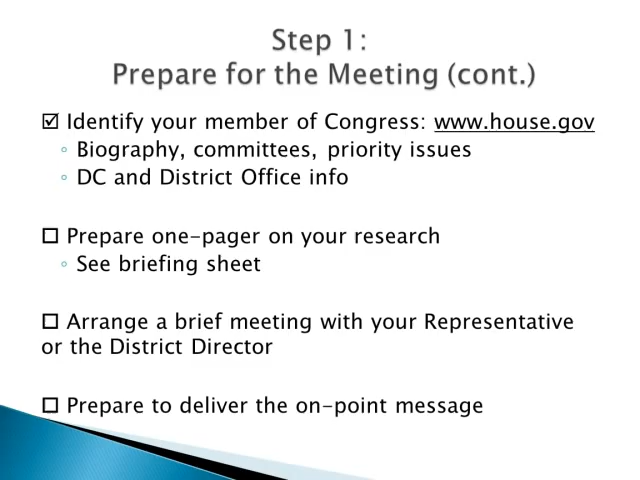 Step 1:
Prepare for the Meeting (cont.)
☑ Identify your member of Congress: www.house.gov
◦ Biography, committees, priority issues
◦ DC and District Office info
☐ Prepare one-pager on your research
◦ See briefing sheet
☐ Arrange a brief meeting with your Representative
or the District Director
☐ Prepare to deliver the on-point message